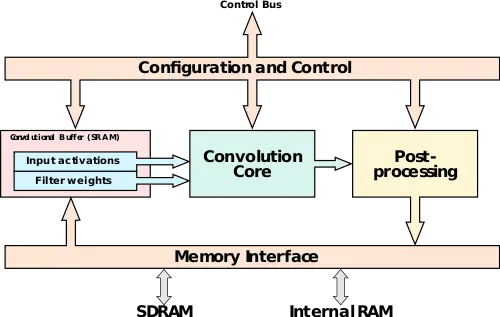 Control Bus
Configuration and Control
Convolutional Buffer (SRAM)
Input activations
Filter weights
Convolution
Core
Post-
processing
Memory Interface
SDRAM
Internal RAM